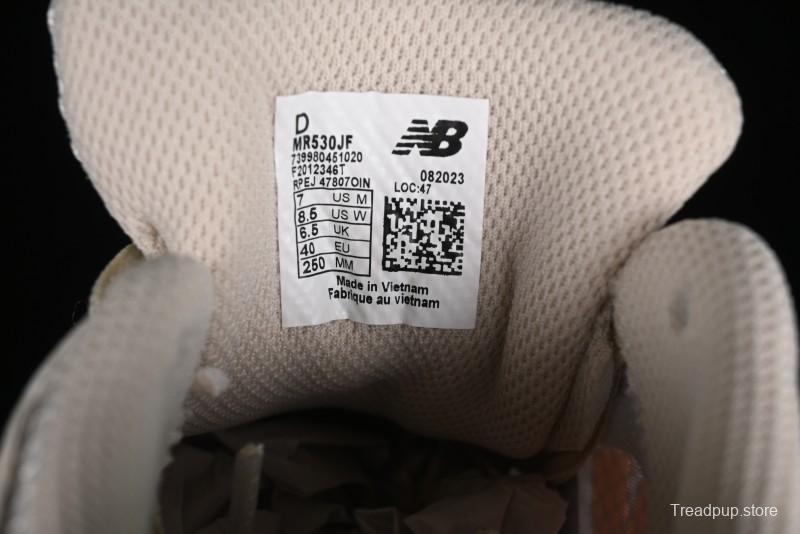 D
MR530JF
739980451020
F2012346T
RPEJ 47807OIN
NB
082023
LOC:47
7 US M
8.5 US W
6.5 UK
40 EU
250 MM
Made in Vietnam
Fabrique au vietnam
Treadpup.store